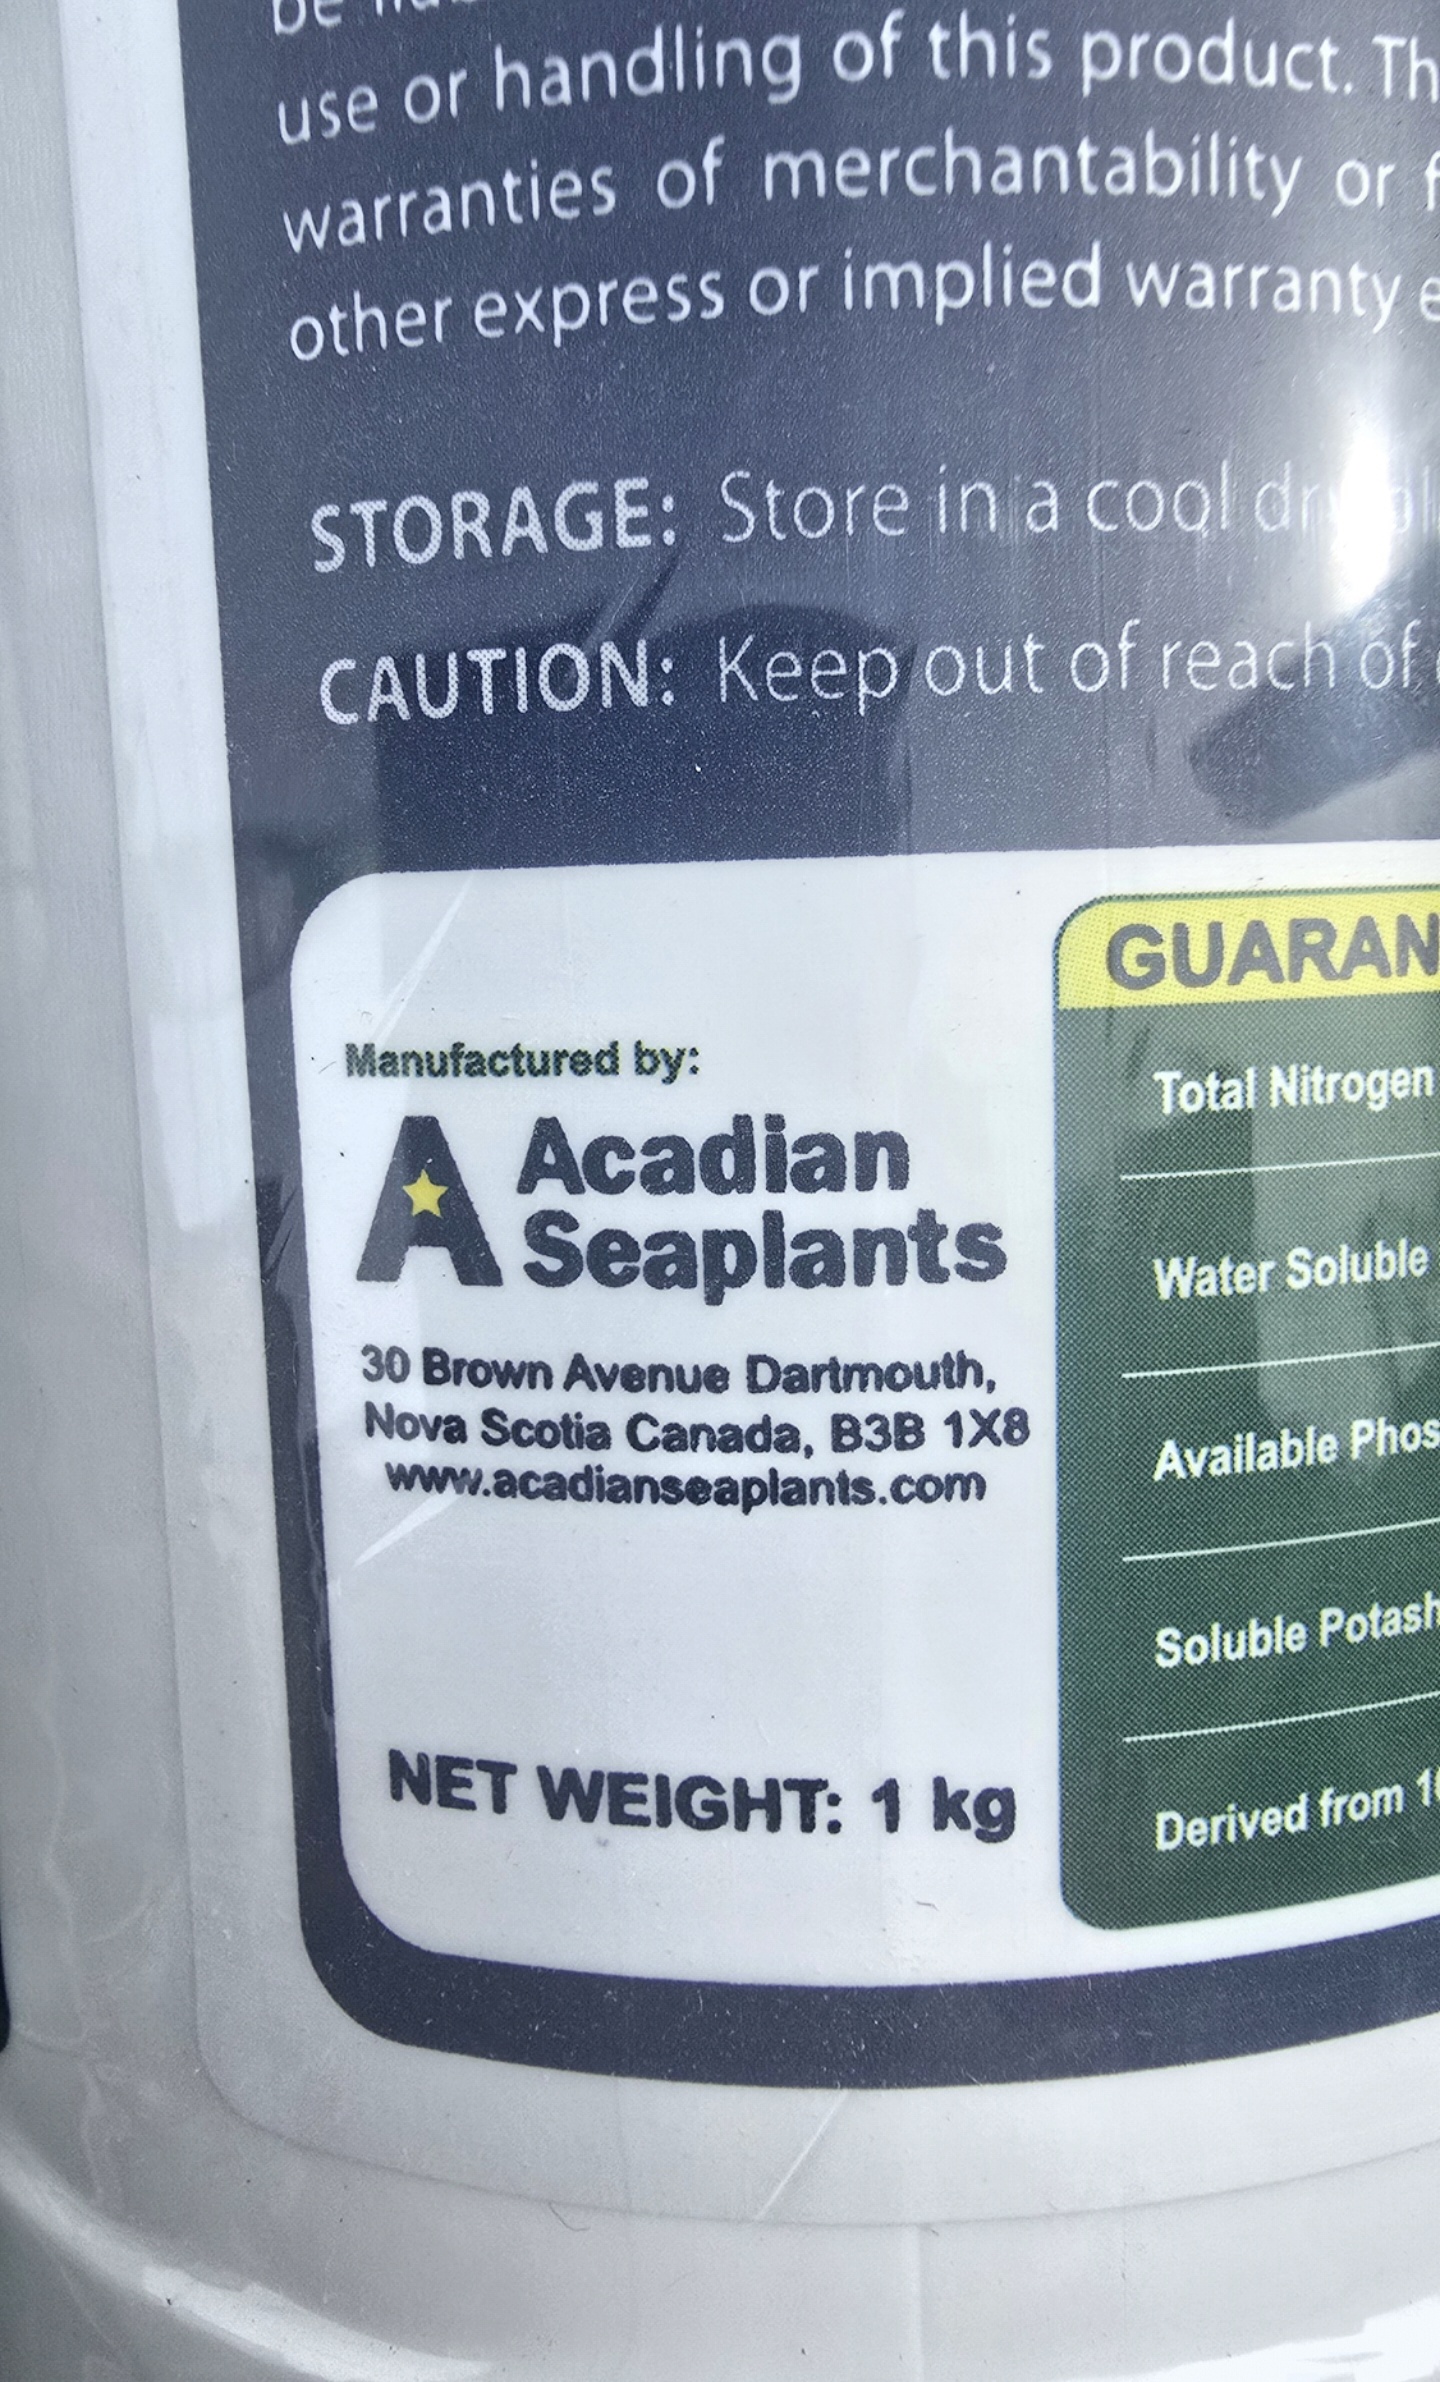 use or handling of this product.
warranties of merchantability or
other express or implied warranty
STORAGE: Store in a cool
CAUTION: Keep out of reach of
Manufactured by:
Acadian
Seaplants
30 Brown Avenue Dartmouth,
Nova Scotia Canada, B3B 1X8
www.acadianseaplants.com
NET WEIGHT: 1 kg
GUARAN
Total Nitrogen
Water Soluble
Available Phos
Soluble Potash
Derived from